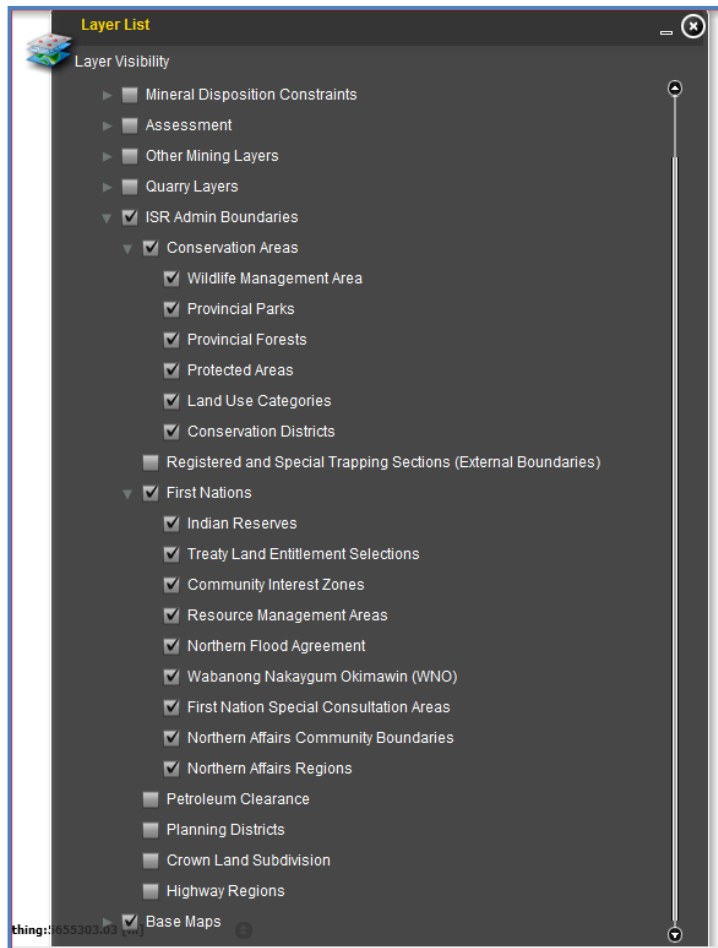 Layer List
Layer Visibility
Mineral Disposition Constraints
Assessment
Other Mining Layers
Quarry Layers
ISR Admin Boundaries
Conservation Areas
Wildlife Management Area
Provincial Parks
Provincial Forests
Protected Areas
Land Use Categories
Conservation Districts
Registered and Special Trapping Sections (External Boundaries)
First Nations
Indian Reserves
Treaty Land Entitlement Selections
Community Interest Zones
Resource Management Areas
Northern Flood Agreement
Wabanong Nakaygum Okimawin (WNO)
First Nation Special Consultation Areas
Northern Affairs Community Boundaries
Northern Affairs Regions
Petroleum Clearance
Planning Districts
Crown Land Subdivision
Highway Regions
Base Maps
thing:5655303.03 [m]